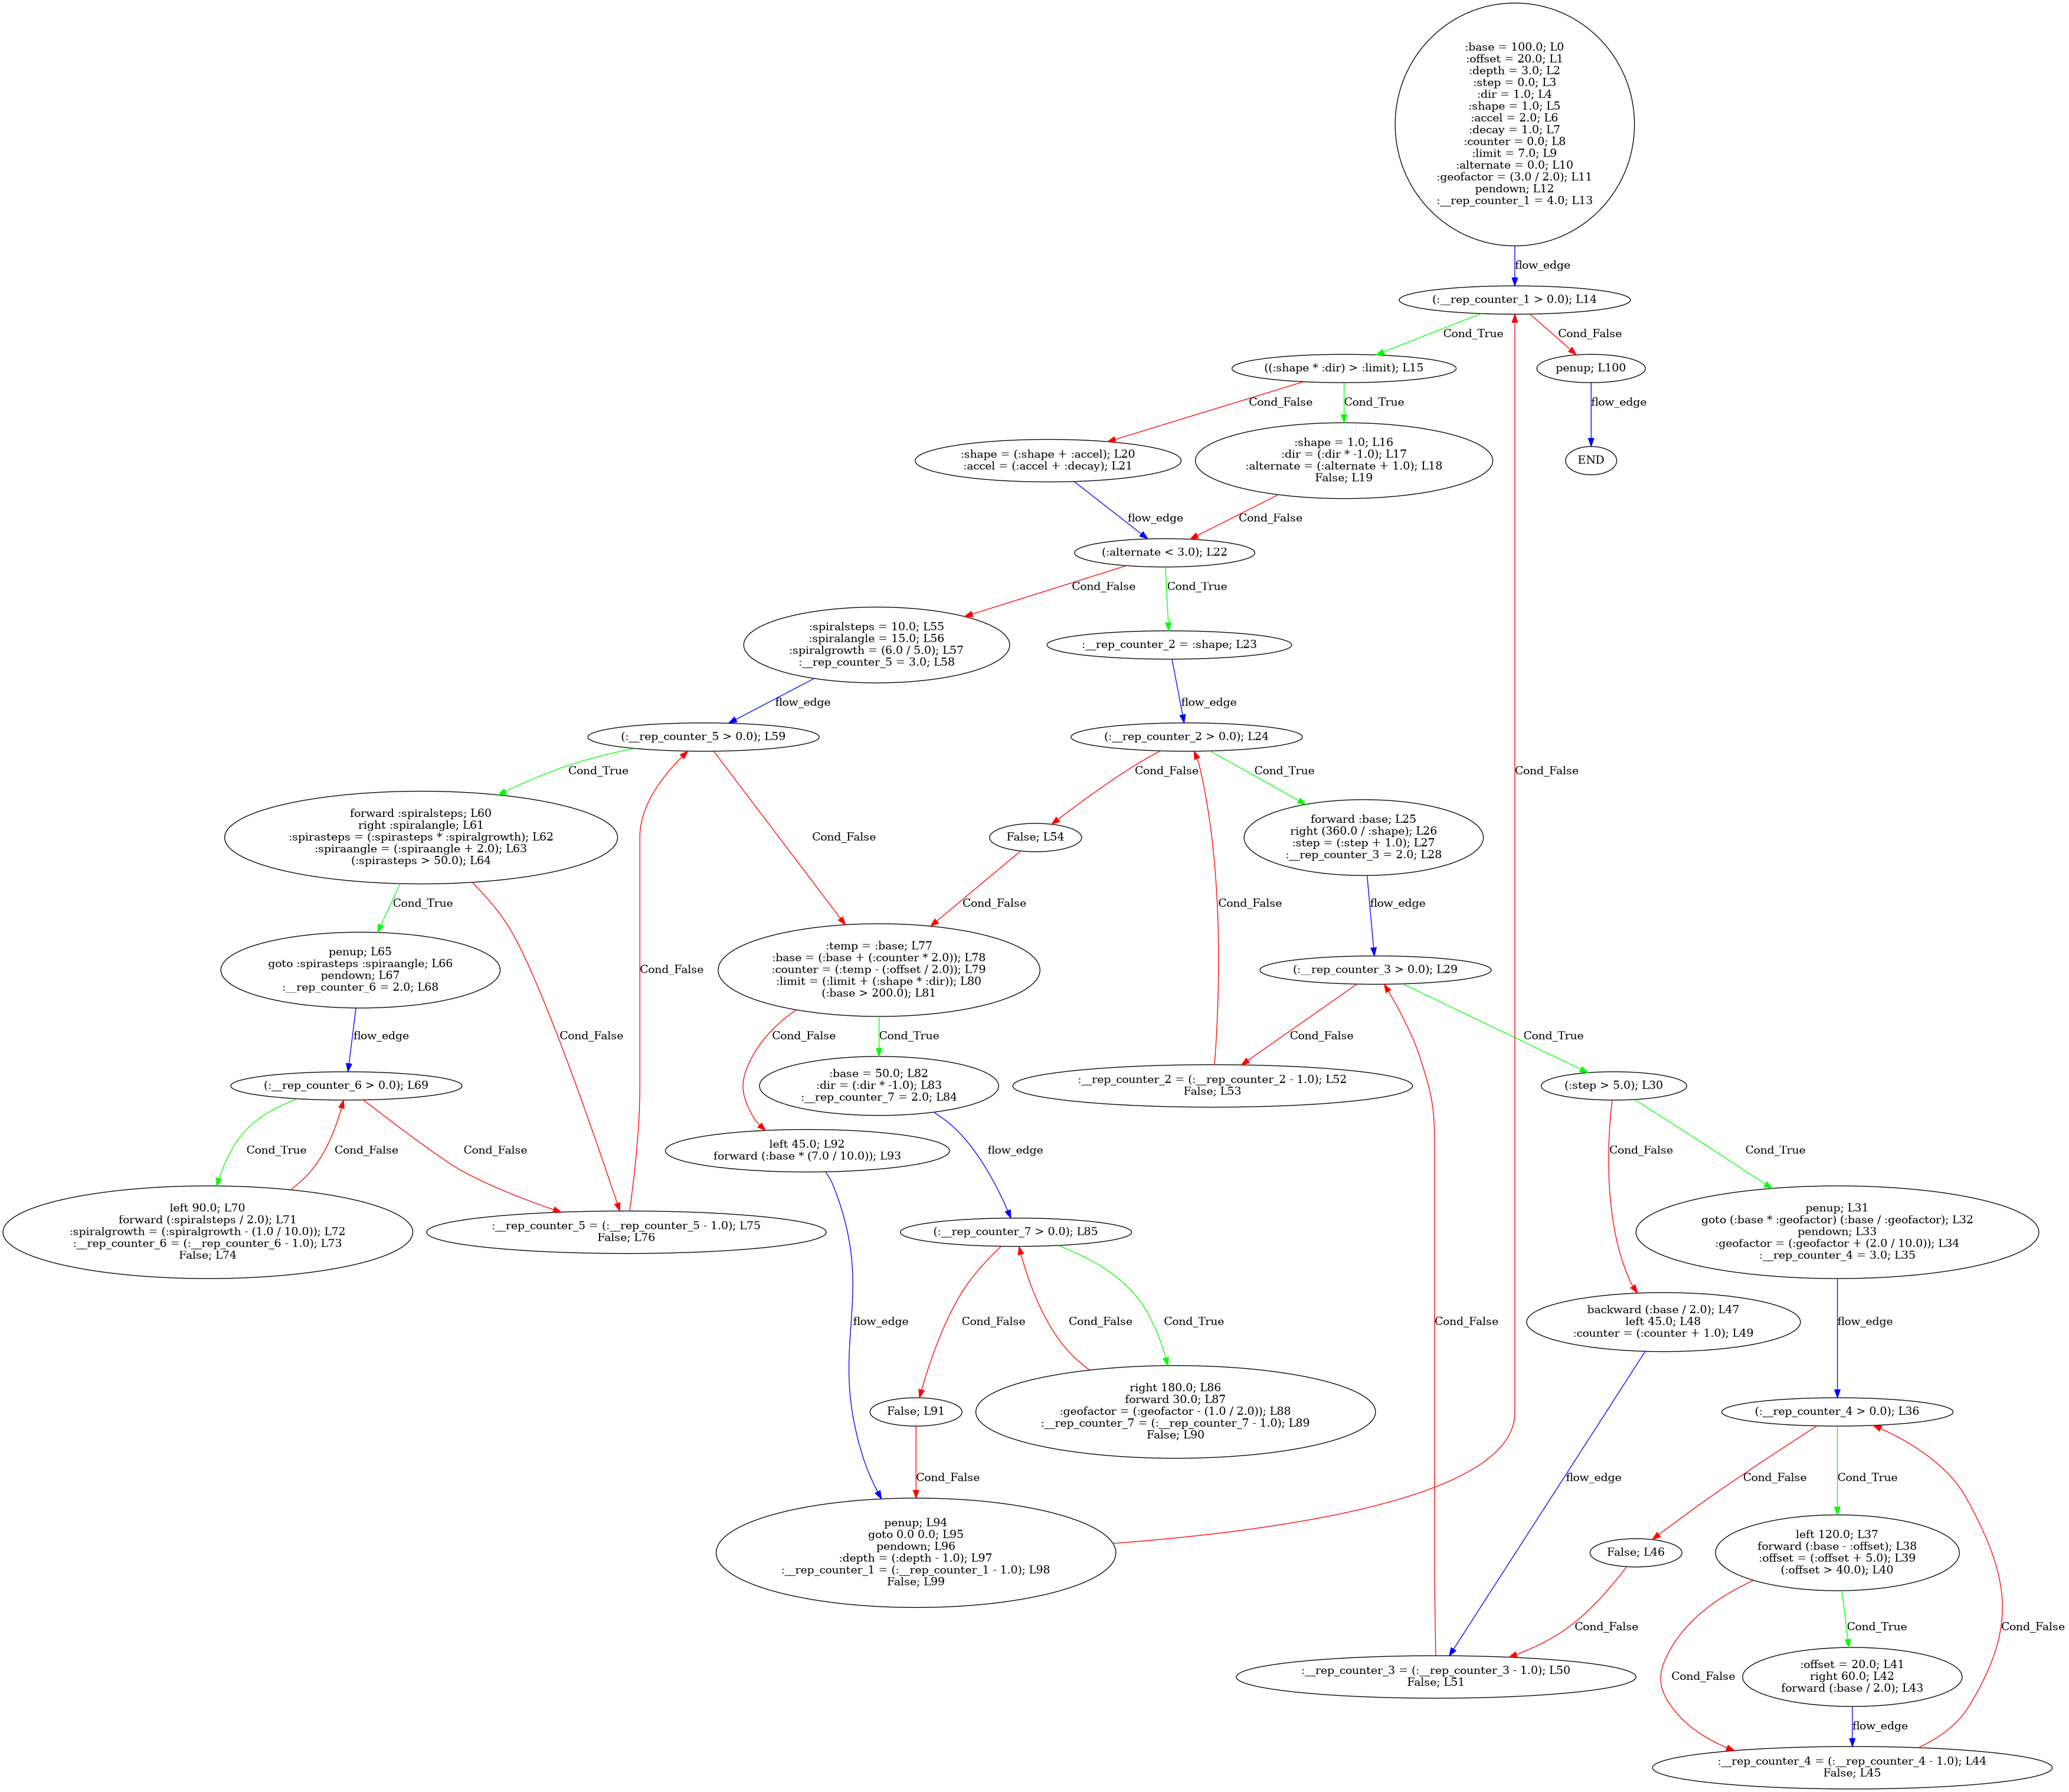 :base = 100.0; L0
:offset = 20.0; L1
:depth = 3.0; L2
:step = 0.0; L3
:dir = 1.0; L4
:shape = 1.0; L5
:accel = 2.0; L6
:decay = 1.0; L7
:counter = 0.0; L8
:limit = 7.0; L9
:alternate = 0.0; L10
:geofactor = (3.0 / 2.0); L11
pendown; L12
:__rep_counter_1 = 4.0; L13
flow_edge
(:__rep_counter_1 > 0.0); L14
Cond_True
Cond_False
((:shape * :dir) > :limit); L15
penup; L100
Cond_False
Cond_True
flow_edge
:shape = (:shape + :accel); L20
:accel = (:accel + :decay); L21
:shape = 1.0; L16
:dir = (:dir * -1.0); L17
:alternate = (:alternate + 1.0); L18
False; L19
END
flow_edge
Cond_False
(:alternate < 3.0); L22
Cond_False
Cond_True
:spiralsteps = 10.0; L55
:spiralangle = 15.0; L56
:spiralgrowth = (6.0 / 5.0); L57
:__rep_counter_5 = 3.0; L58
:__rep_counter_2 = :shape; L23
flow_edge
flow_edge
(:__rep_counter_5 > 0.0); L59
(:__rep_counter_2 > 0.0); L24
Cond_True
Cond_False
Cond_True
forward :spiralsteps; L60
right :spiralangle; L61
:spirasteps = (:spirasteps * :spiralgrowth); L62
:spiraangle = (:spiraangle + 2.0); L63
(:spirasteps > 50.0); L64
Cond_False
False; L54
forward :base; L25
right (360.0 / :shape); L26
:step = (:step + 1.0); L27
:__rep_counter_3 = 2.0; L28
Cond_False
Cond_True
Cond_False
Cond_False
flow_edge
penup; L65
goto :spirasteps :spiraangle; L66
pendown; L67
:__rep_counter_6 = 2.0; L68
Cond_False
:temp = :base; L77
:base = (:base + (:counter * 2.0)); L78
:counter = (:temp - (:offset / 2.0)); L79
:limit = (:limit + (:shape * :dir)); L80
(:base > 200.0); L81
(:__rep_counter_3 > 0.0); L29
flow_edge
Cond_False
Cond_False
Cond_True
Cond_False
Cond_True
(:__rep_counter_6 > 0.0); L69
:base = 50.0; L82
:dir = (:dir * -1.0); L83
:__rep_counter_7 = 2.0; L84
:__rep_counter_2 = (:__rep_counter_2 - 1.0); L52
False; L53
(:step > 5.0); L30
Cond_True
Cond_False
Cond_False
left 45.0; L92
forward (:base * (7.0 / 10.0)); L93
flow_edge
Cond_False
Cond_True
left 90.0; L70
forward (:spiralsteps / 2.0); L71
:spiralgrowth = (:spiralgrowth - (1.0 / 10.0)); L72
:__rep_counter_6 = (:__rep_counter_6 - 1.0); L73
False; L74
:__rep_counter_5 = (:__rep_counter_5 - 1.0); L75
False; L76
(:__rep_counter_7 > 0.0); L85
penup; L31
goto (:base * :geofactor) (:base / :geofactor); L32
pendown; L33
:geofactor = (:geofactor + (2.0 / 10.0)); L34
:__rep_counter_4 = 3.0; L35
flow_edge
Cond_False
Cond_False
Cond_True
Cond_False
backward (:base / 2.0); L47
left 45.0; L48
:counter = (:counter + 1.0); L49
flow_edge
False; L91
right 180.0; L86
forward 30.0; L87
:geofactor = (:geofactor - (1.0 / 2.0)); L88
:__rep_counter_7 = (:__rep_counter_7 - 1.0); L89
False; L90
(:__rep_counter_4 > 0.0); L36
Cond_False
flow_edge
Cond_False
Cond_True
penup; L94
goto 0.0 0.0; L95
pendown; L96
:depth = (:depth - 1.0); L97
:__rep_counter_1 = (:__rep_counter_1 - 1.0); L98
False; L99
False; L46
left 120.0; L37
forward (:base - :offset); L38
:offset = (:offset + 5.0); L39
(:offset > 40.0); L40
Cond_False
Cond_True
Cond_False
Cond_False
:__rep_counter_3 = (:__rep_counter_3 - 1.0); L50
False; L51
:offset = 20.0; L41
right 60.0; L42
forward (:base / 2.0); L43
flow_edge
:__rep_counter_4 = (:__rep_counter_4 - 1.0); L44
False; L45